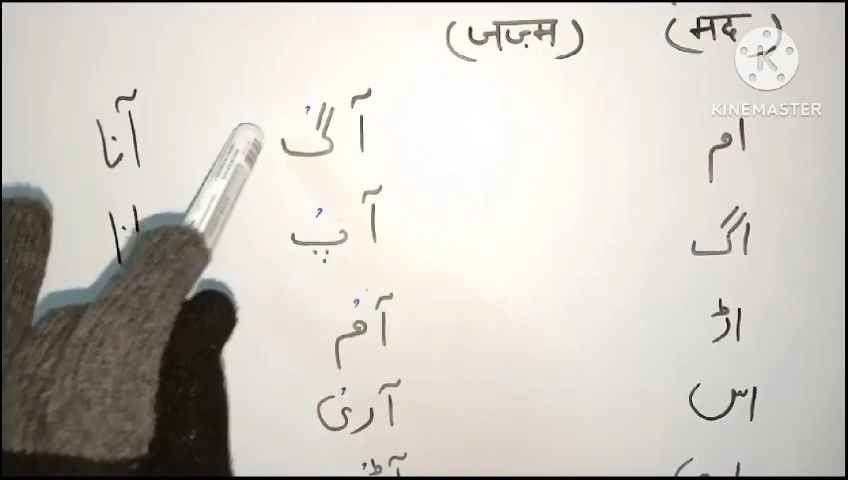 (मद) (जज़्म)
KINEMASTER
ام آگ آنا
اگ آپ
اڑ آم
اس آری